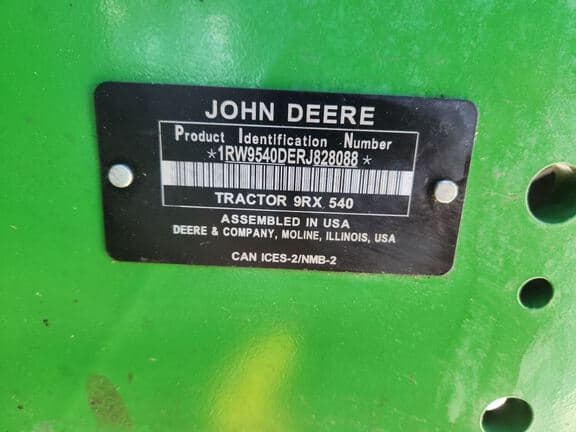 JOHN DEERE
Product Identification Number
*1RW9540DERJ828088*
TRACTOR 9RX 540
ASSEMBLED IN USA
DEERE & COMPANY, MOLINE, ILLINOIS, USA
CAN ICES-2/NMB-2